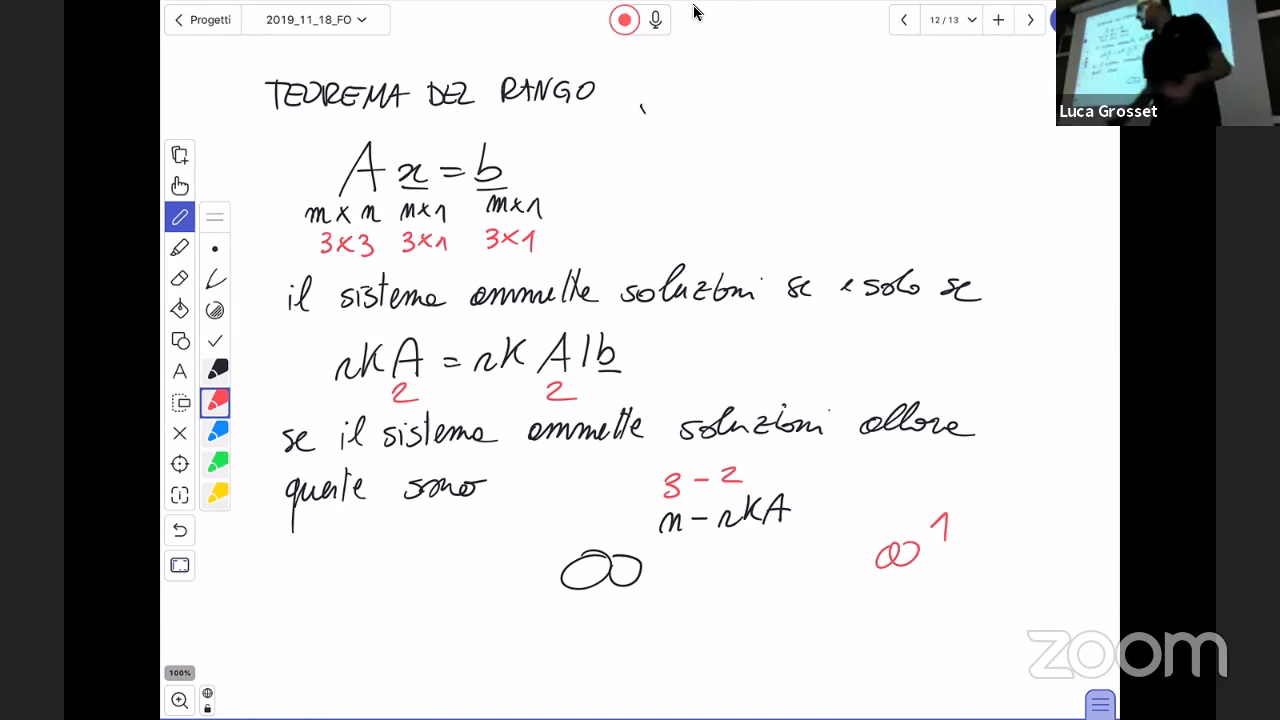 Progetti
2019_11_18_FO
12 / 13
Luca Grosset
TEOREMA DEL RANGO
A x = b
m × n n × 1 m × 1
3 × 3 3 × 1 3 × 1
il sistema ammette soluzioni se e solo se
rK A = rK A | b
2 2
se il sistema ammette soluzioni allora
queste sono
3 - 2
n - rK A
∞
∞ 1
100%
zoom